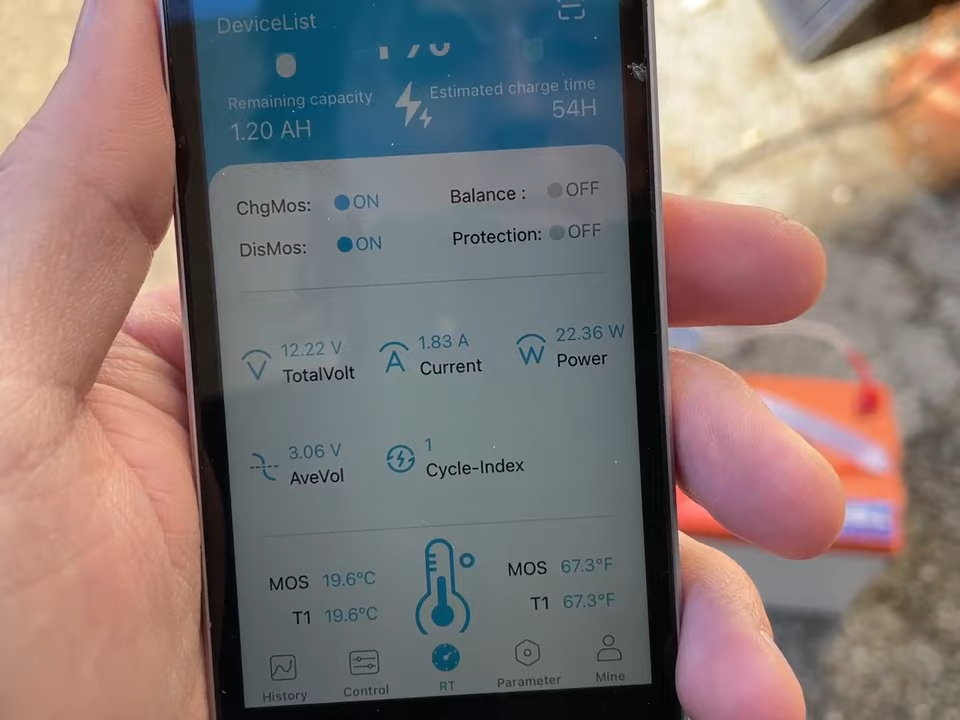 DeviceList
Remaining capacity
1.20 AH
Estimated charge time
54H
ChgMos: ON
Balance : OFF
DisMos: ON
Protection: OFF
12.22 V
TotalVolt
1.83 A
Current
22.36 W
Power
3.06 V
AveVol
1
Cycle-Index
MOS 19.6°C
T1 19.6°C
MOS 67.3°F
T1 67.3°F
History
Control
RT
Parameter
Mine